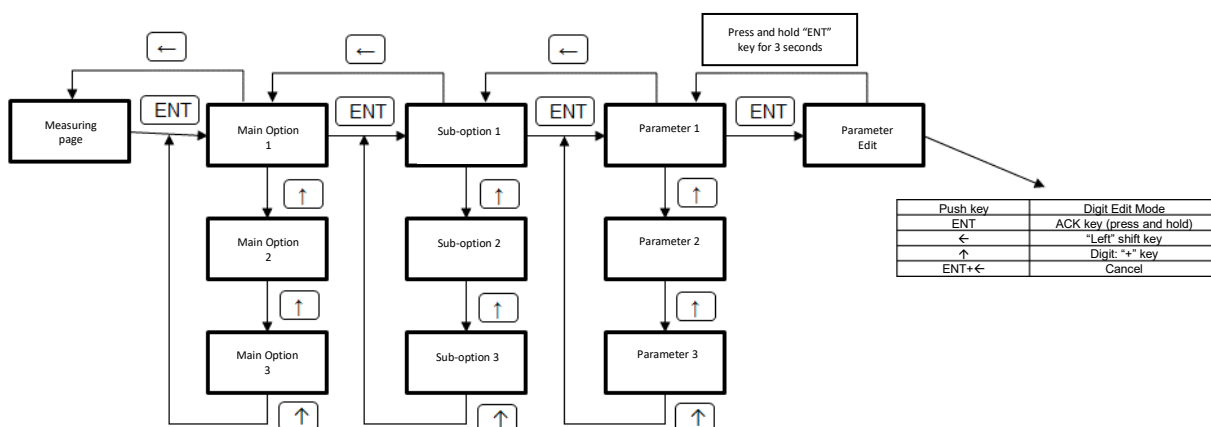 ←
←
←
Press and hold “ENT”
key for 3 seconds
Measuring
page
ENT
Main Option
1
ENT
Sub-option 1
ENT
Parameter 1
ENT
Parameter
Edit
↑
↑
↑
Main Option
2
Sub-option 2
Parameter 2
↑
↑
↑
Main Option
3
Sub-option 3
Parameter 3
↑
↑
↑
Push key Digit Edit Mode
ENT ACK key (press and hold)
← “Left” shift key
↑ Digit: “+” key
ENT+← Cancel